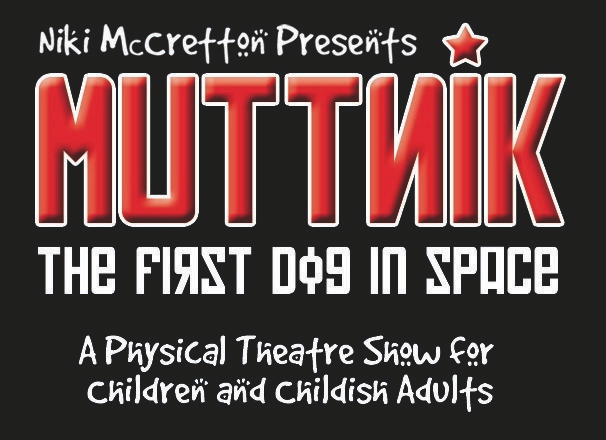 Niki McCretton Presents
MUTTNIK
THE FIRST DOG IN SPACE
A Physical Theatre Show for
Children and Childish Adults